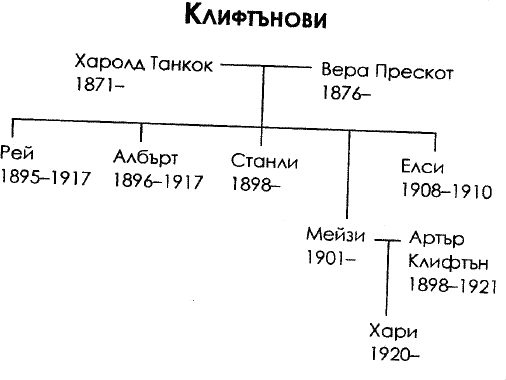 Клифтънови
Харолд Танкок
1871–
Вера Прескот
1876–
Рей
1895–1917
Албърт
1896–1917
Станли
1898–
Елси
1908–1910
Мейзи
1901–
Артър
Клифтън
1898–1921
Хари
1920–